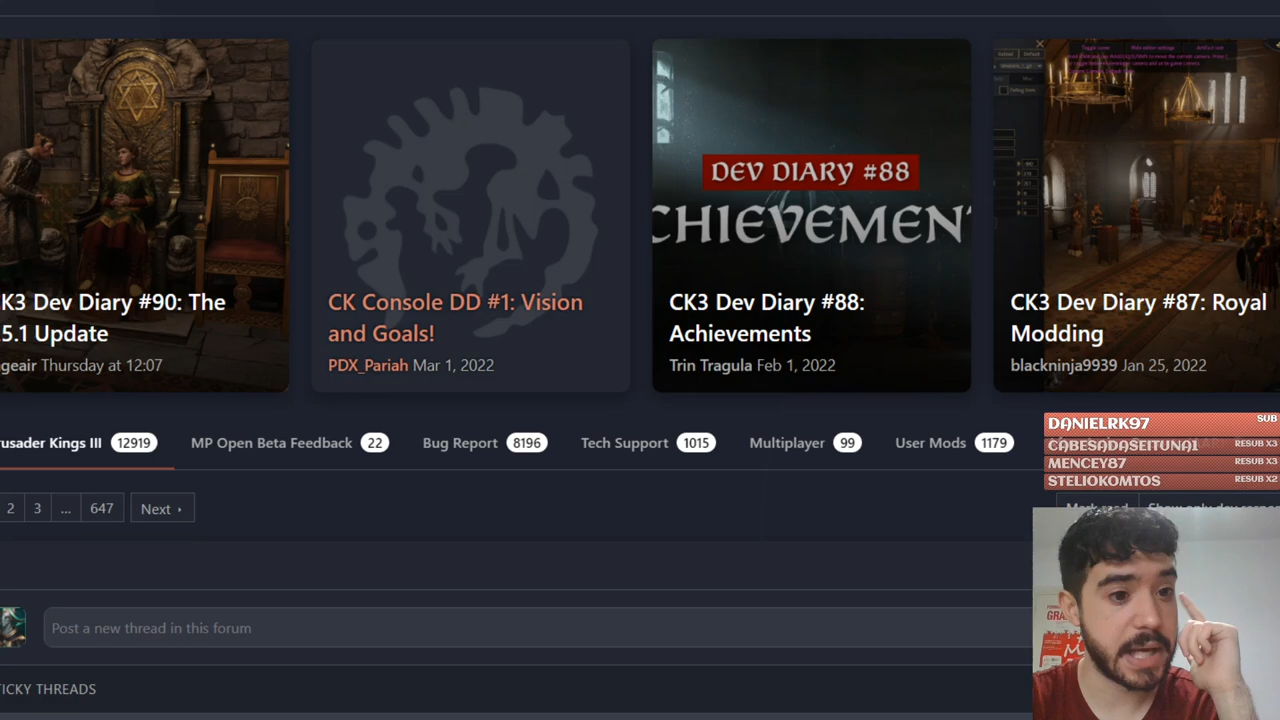 K3 Dev Diary #90: The
5.1 Update
geair Thursday at 12:07
CK Console DD #1: Vision
and Goals!
PDX_Pariah Mar 1, 2022
DEV DIARY #88
CHIEVEMEN
CK3 Dev Diary #88:
Achievements
Trin Tragula Feb 1, 2022
CK3 Dev Diary #87: Royal
Modding
blackninja9939 Jan 25, 2022
rusader Kings III 12919
MP Open Beta Feedback 22
Bug Report 8196
Tech Support 1015
Multiplayer 99
User Mods 1179
DANIELRK97 SUB
CABESADASEITUNAI RESUB X3
MENCEY87 RESUB X3
STELIOKOMTOS RESUB X2
2 3 ... 647 Next
Post a new thread in this forum
ICKY THREADS